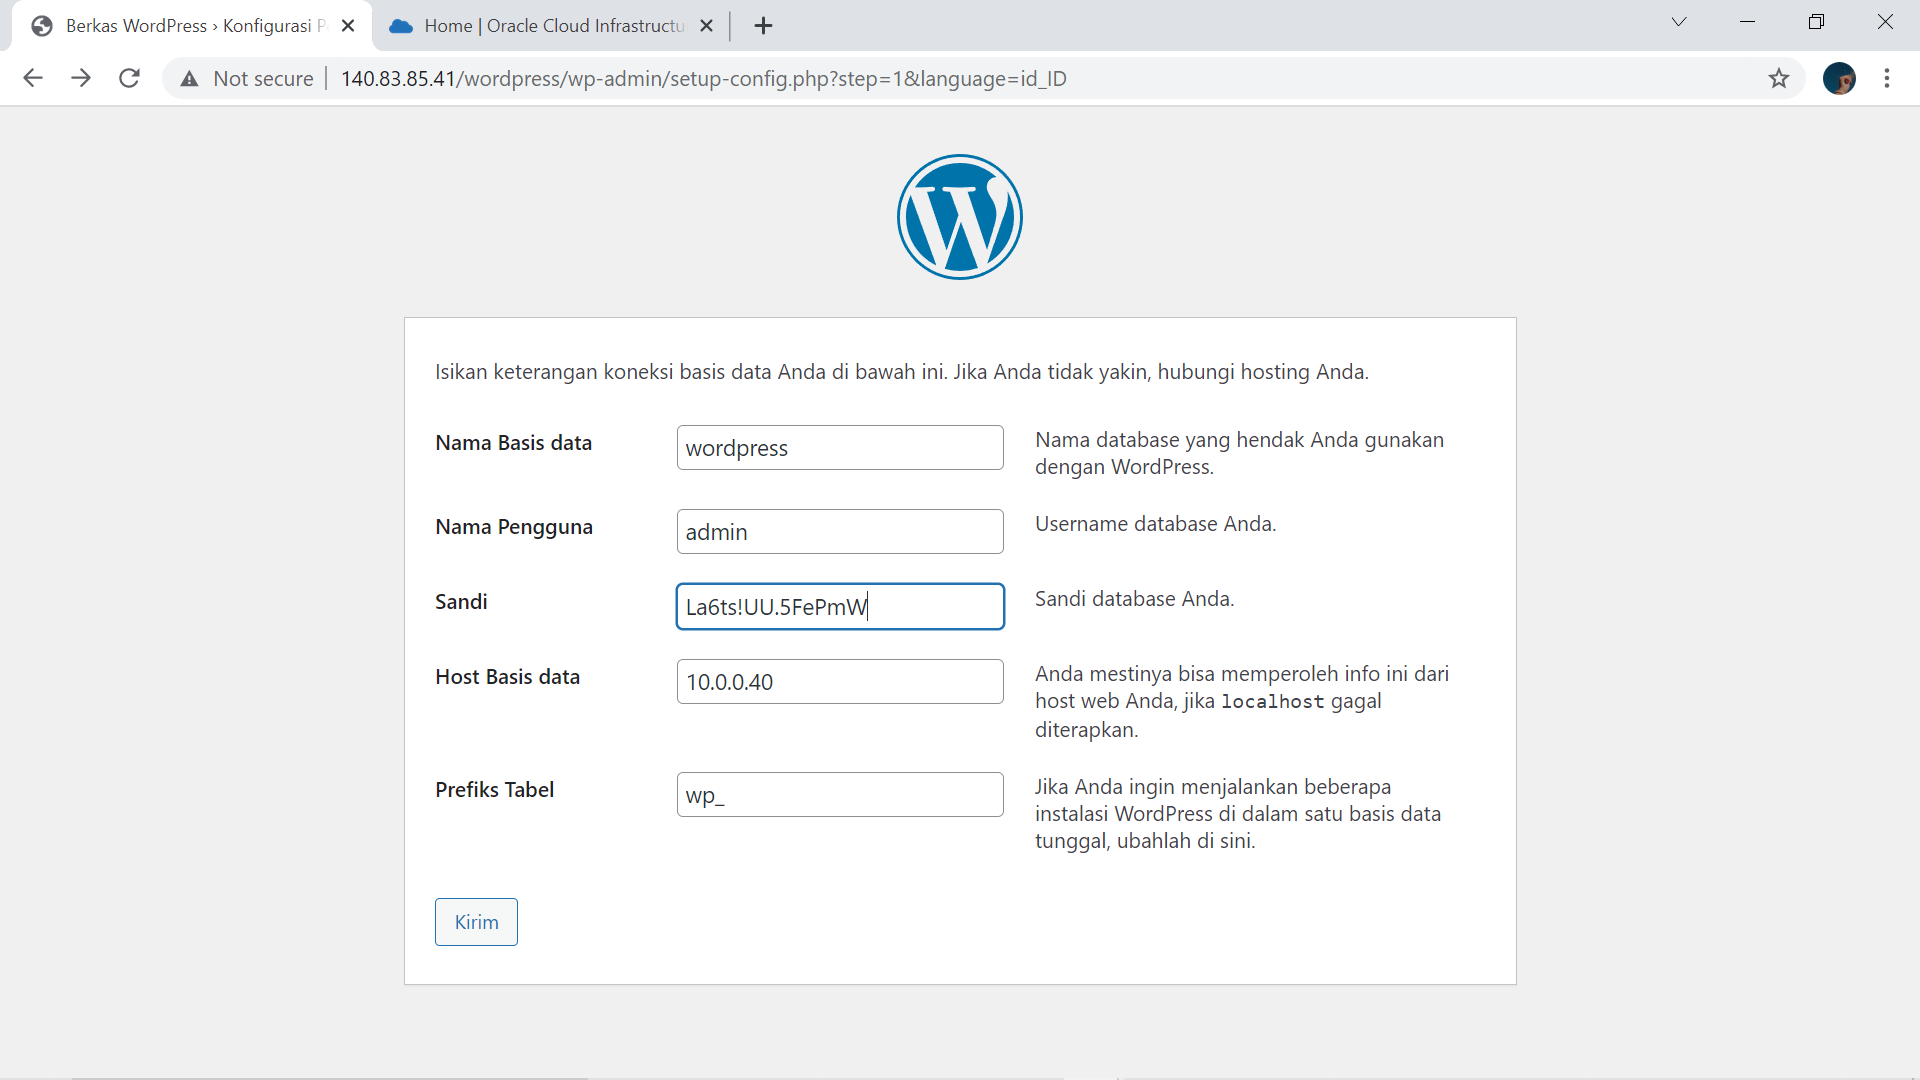 Berkas WordPress › Konfigurasi P
Home | Oracle Cloud Infrastructu
Not secure
140.83.85.41/wordpress/wp-admin/setup-config.php?step=1&language=id_ID
Isikan keterangan koneksi basis data Anda di bawah ini. Jika Anda tidak yakin, hubungi hosting Anda.
Nama Basis data
wordpress
Nama database yang hendak Anda gunakan
dengan WordPress.
Nama Pengguna
admin
Username database Anda.
Sandi
La6ts!UU.5FePmW
Sandi database Anda.
Host Basis data
10.0.0.40
Anda mestinya bisa memperoleh info ini dari
host web Anda, jika localhost gagal
diterapkan.
Prefiks Tabel
wp_
Jika Anda ingin menjalankan beberapa
instalasi WordPress di dalam satu basis data
tunggal, ubahlah di sini.
Kirim